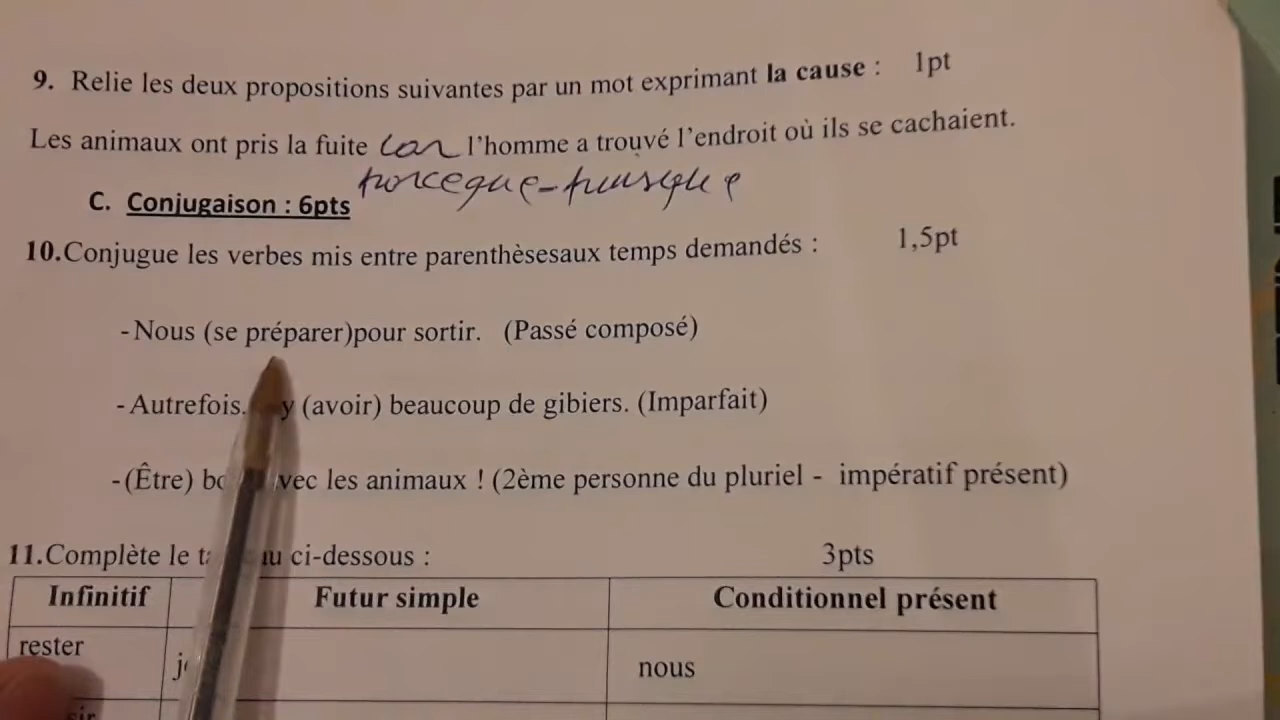 9. Relie les deux propositions suivantes par un mot exprimant la cause : 1pt
Les animaux ont pris la fuite car l'homme a trouvé l'endroit où ils se cachaient.
parceque-puisque
C. Conjugaison : 6pts
10.Conjugue les verbes mis entre parenthèsesaux temps demandés : 1,5pt
-Nous (se préparer)pour sortir. (Passé composé)
-Autrefois. y (avoir) beaucoup de gibiers. (Imparfait)
-(Être) avec les animaux ! (2ème personne du pluriel - impératif présent)
11.Complète le ci-dessous : 3pts
Infinitif Futur simple Conditionnel présent
rester nous